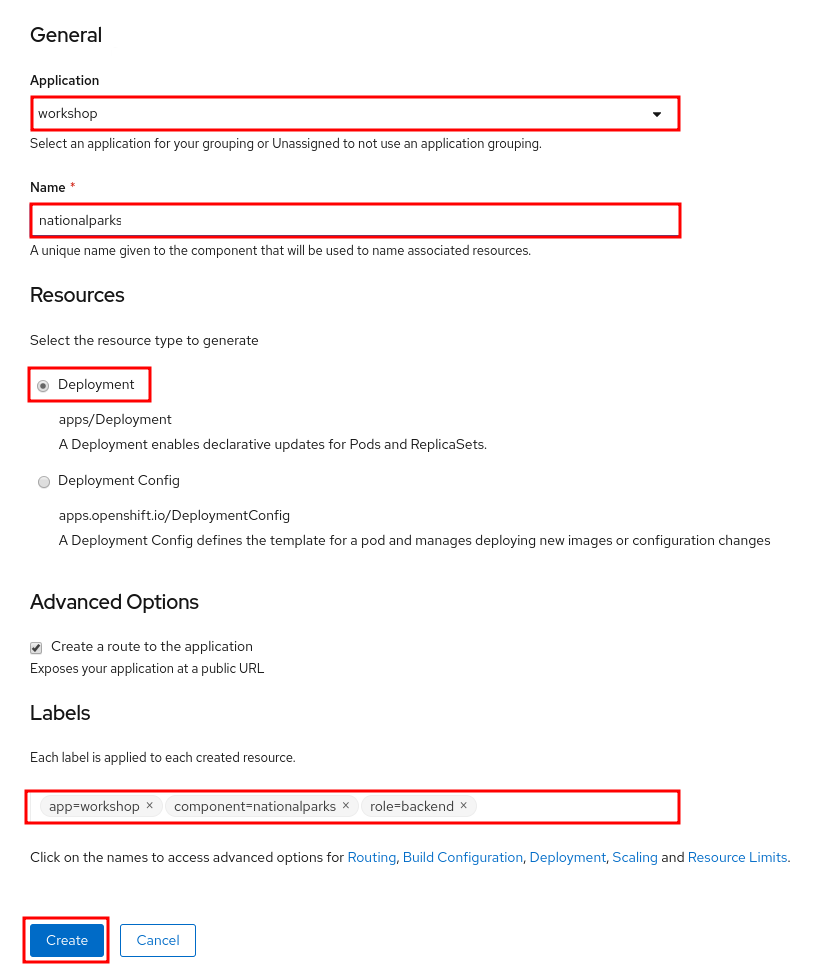 General
Application
workshop
Select an application for your grouping or Unassigned to not use an application grouping.
Name *
nationalparks
A unique name given to the component that will be used to name associated resources.
Resources
Select the resource type to generate
Deployment
apps/Deployment
A Deployment enables declarative updates for Pods and ReplicaSets.
Deployment Config
apps.openshift.io/DeploymentConfig
A Deployment Config defines the template for a pod and manages deploying new images or configuration changes
Advanced Options
Create a route to the application
Exposes your application at a public URL
Labels
Each label is applied to each created resource.
app=workshop × component=nationalparks × role=backend ×
Click on the names to access advanced options for Routing, Build Configuration, Deployment, Scaling and Resource Limits.
Create Cancel